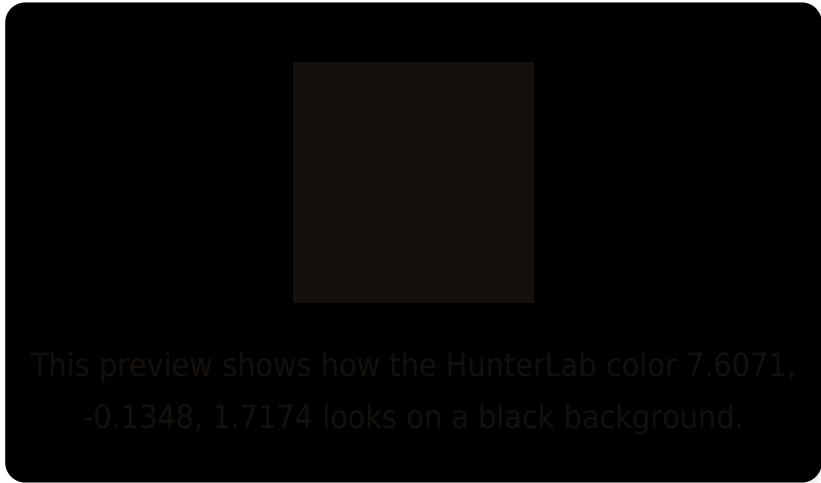 This preview shows how the HunterLab color 7.6071,
-0.1348, 1.7174 looks on a black background.